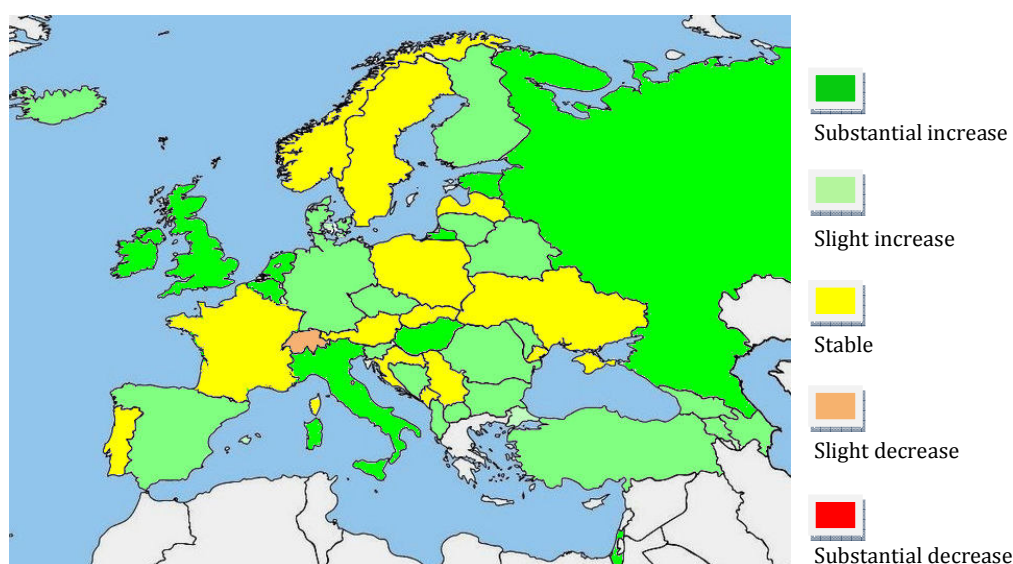 Substantial increase
Slight increase
Stable
Slight decrease
Substantial decrease